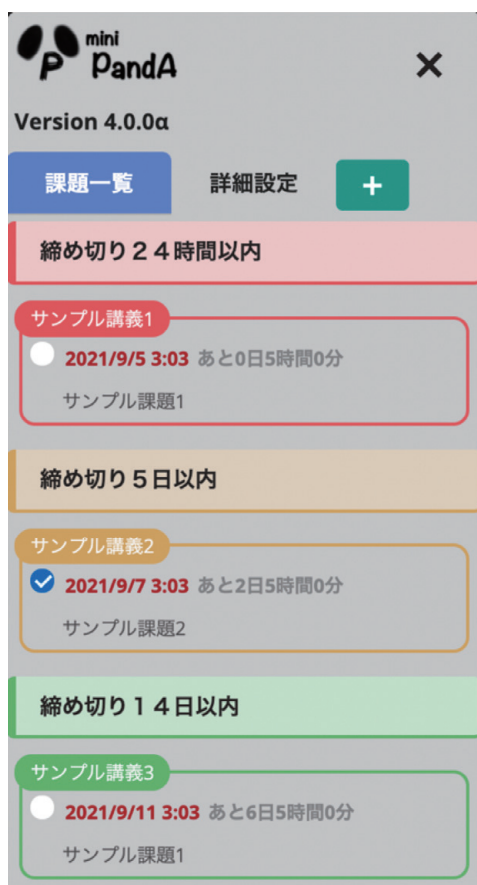 mini
PandA
P
×
Version 4.0.0α
課題一覧 詳細設定 +
締め切り２４時間以内
サンプル講義1
2021/9/5 3:03 あと0日5時間0分
サンプル課題1
締め切り５日以内
サンプル講義2
2021/9/7 3:03 あと2日5時間0分
サンプル課題2
締め切り１４日以内
サンプル講義3
2021/9/11 3:03 あと6日5時間0分
サンプル課題1